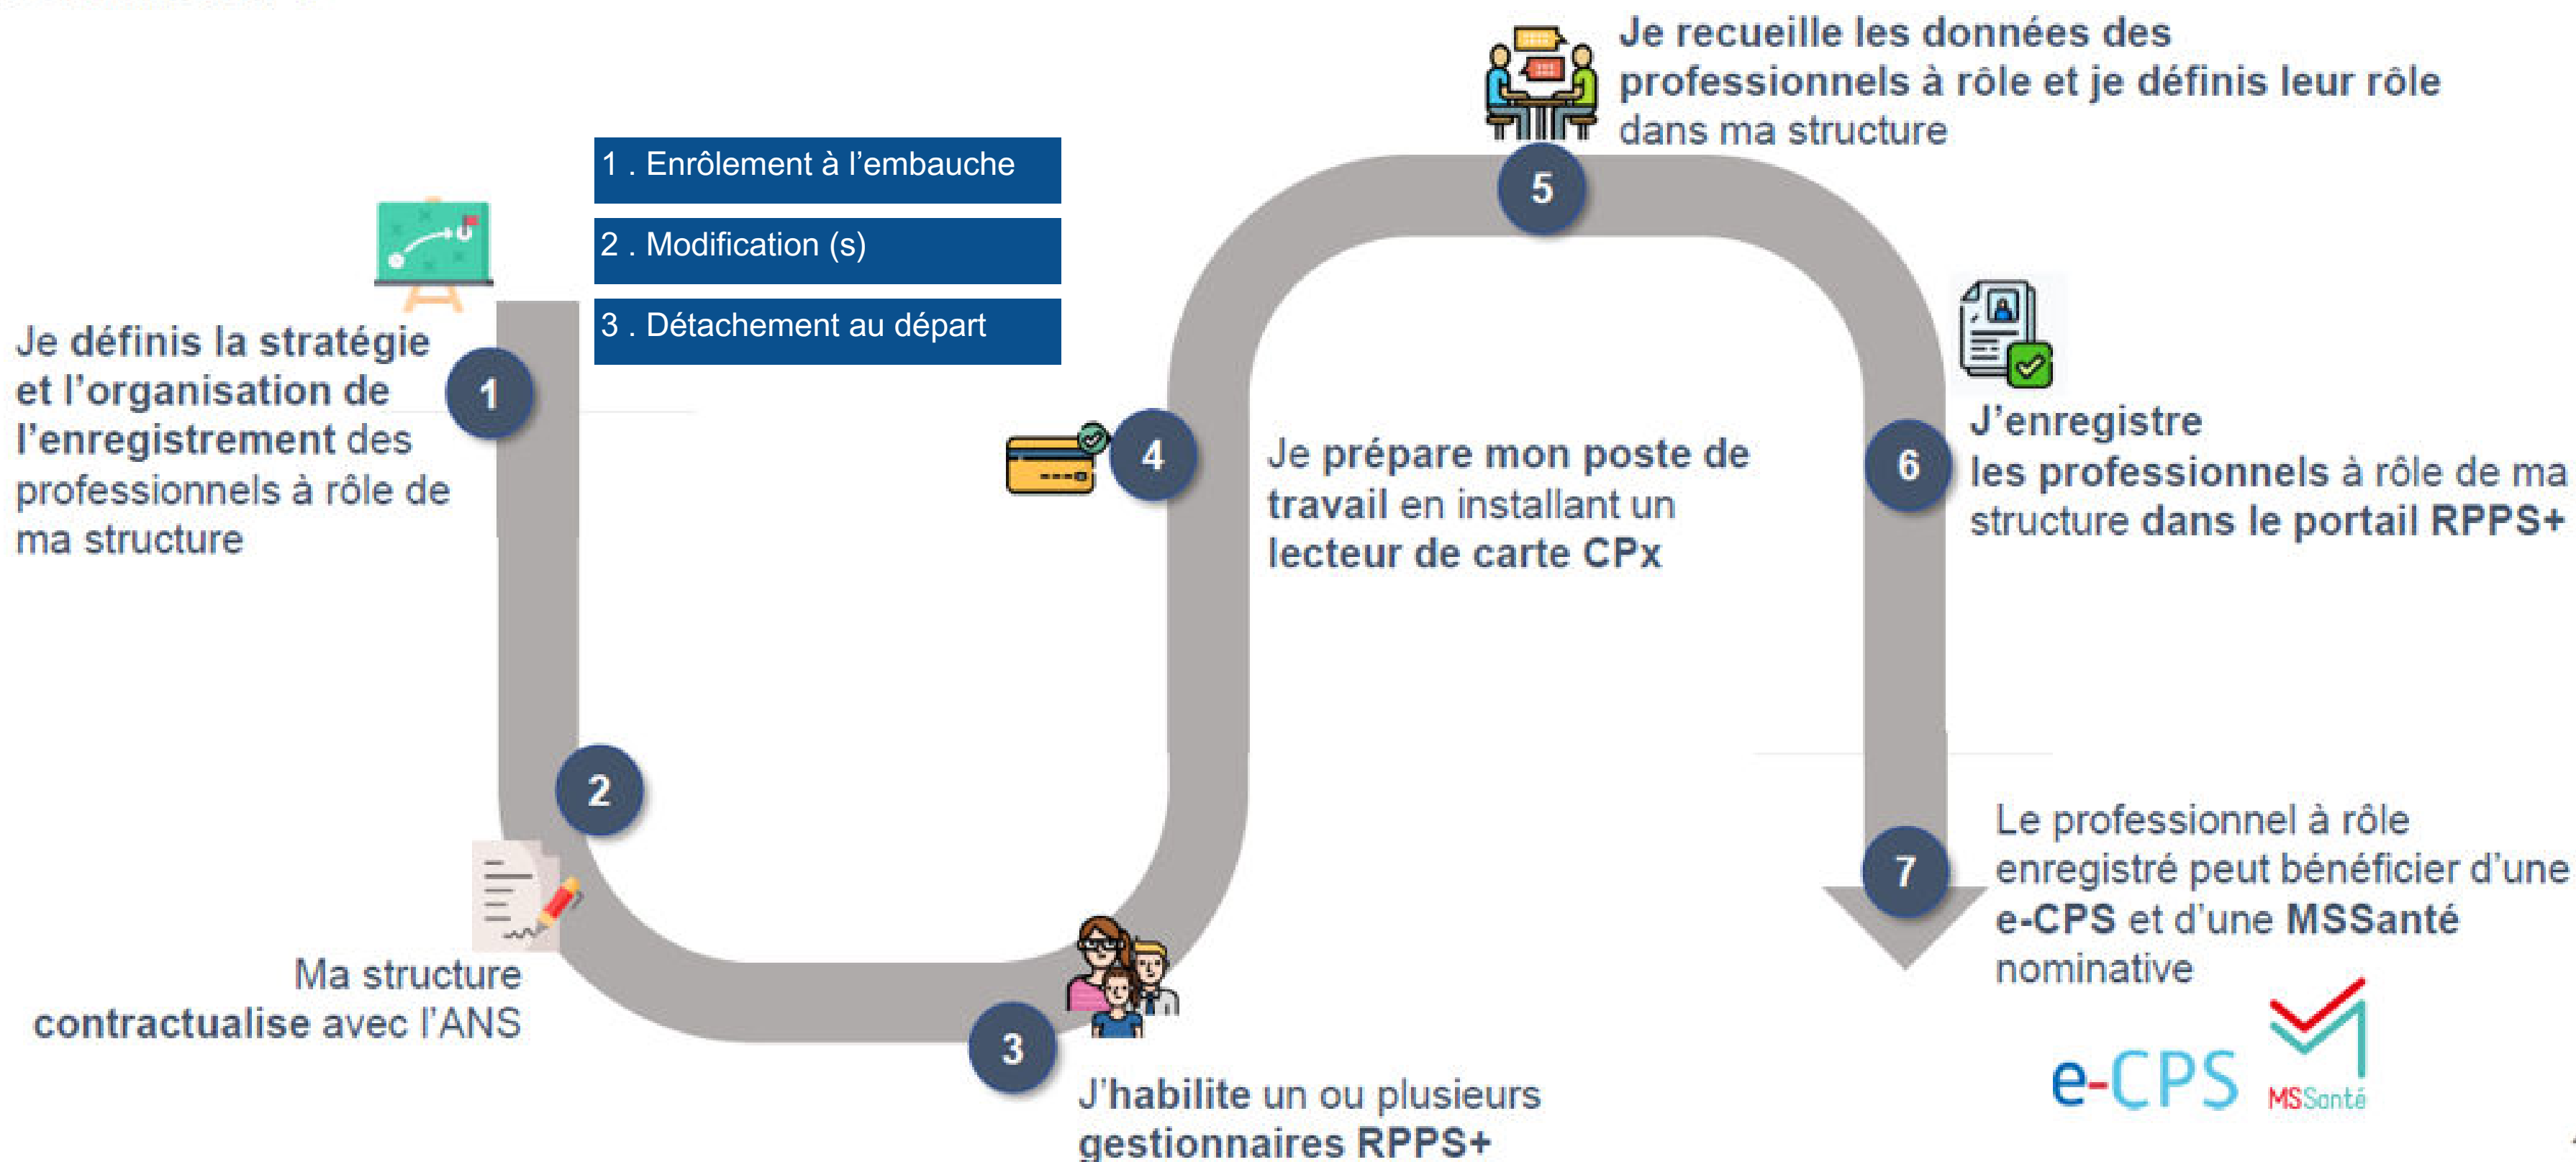 1 . Enrôlement à l’embauche
2 . Modification (s)
3 . Détachement au départ
1
Je définis la stratégie
et l’organisation de
l’enregistrement des
professionnels à rôle de
ma structure
2
Ma structure
contractualise avec l’ANS
3
J’habilite un ou plusieurs
gestionnaires RPPS+
4
Je prépare mon poste de
travail en installant un
lecteur de carte CPx
5
Je recueille les données des
professionnels à rôle et je définis leur rôle
dans ma structure
6
J’enregistre
les professionnels à rôle de ma
structure dans le portail RPPS+
7
Le professionnel à rôle
enregistré peut bénéficier d’une
e-CPS et d’une MSSanté
nominative
e-CPS
MSSanté